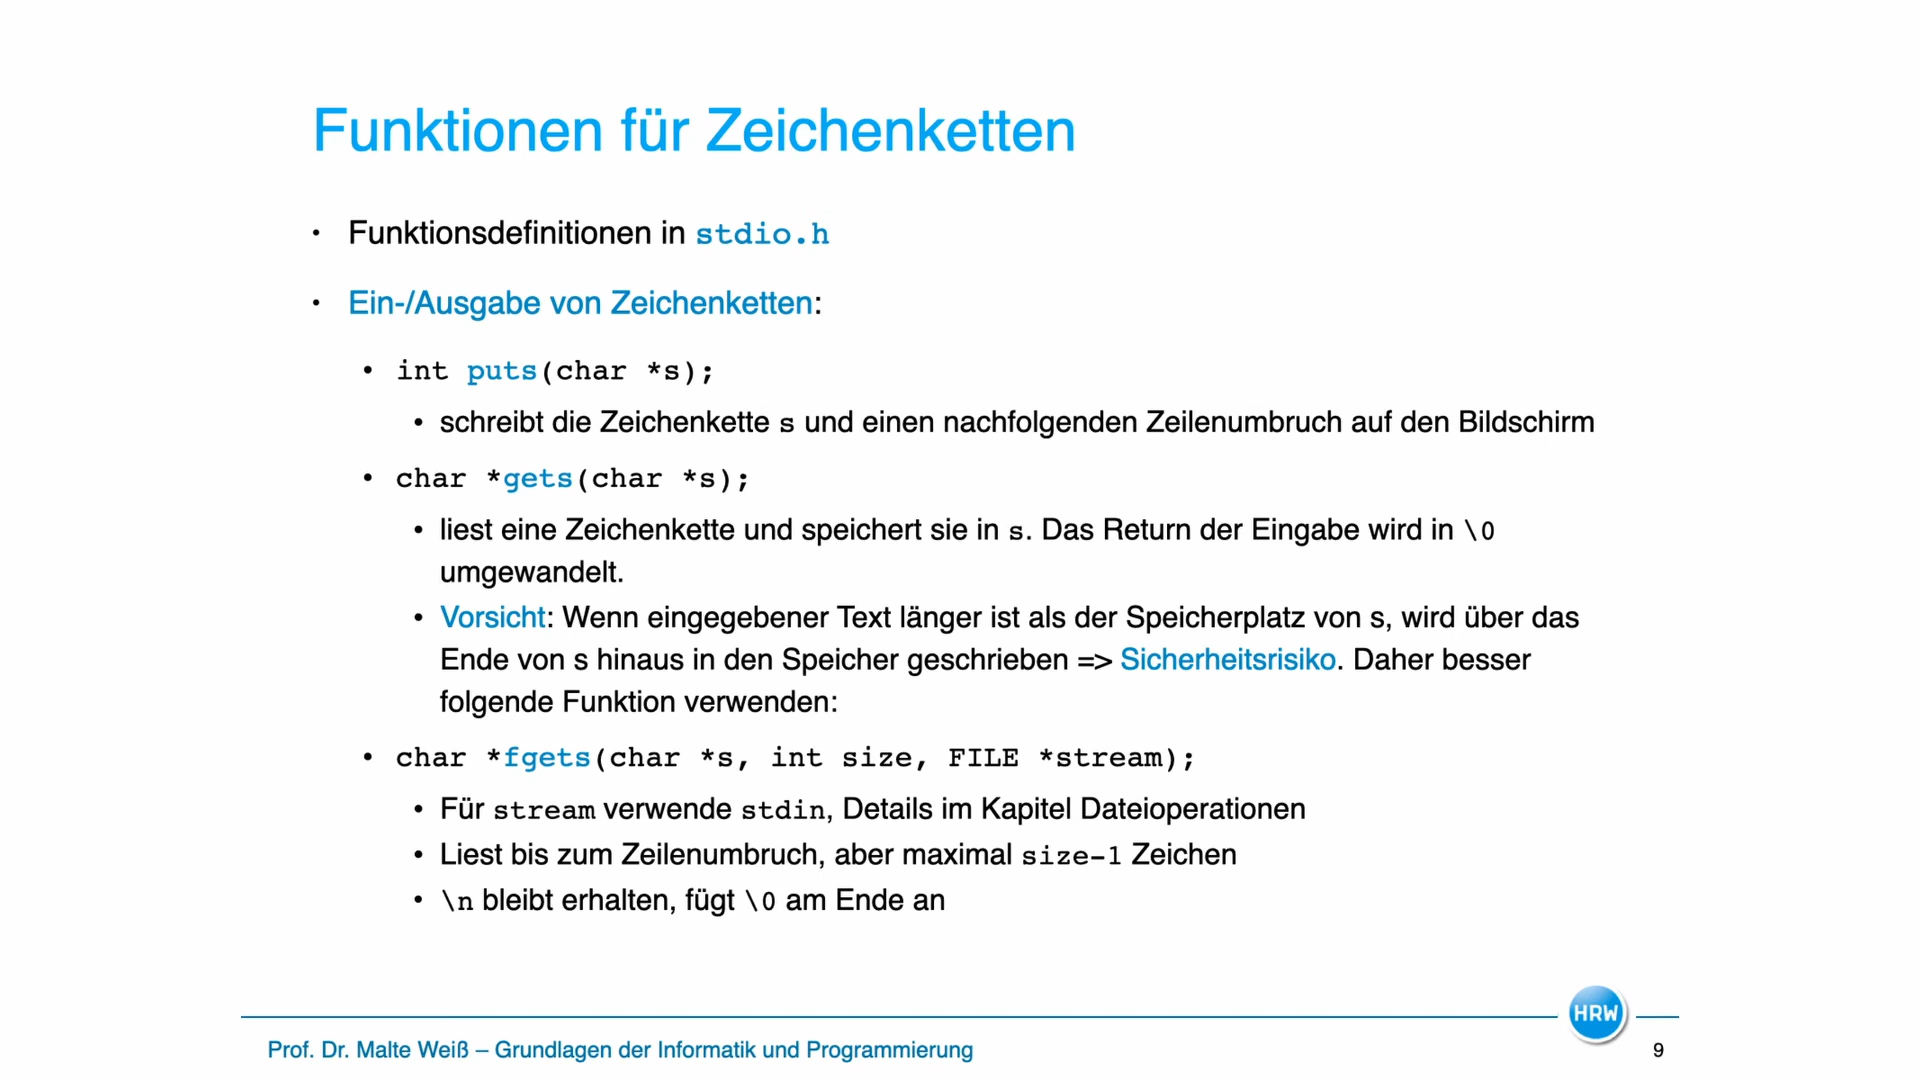 Funktionen für Zeichenketten
• Funktionsdefinitionen in stdio.h
• Ein-/Ausgabe von Zeichenketten:
• int puts(char *s);
• schreibt die Zeichenkette s und einen nachfolgenden Zeilenumbruch auf den Bildschirm
• char *gets(char *s);
• liest eine Zeichenkette und speichert sie in s. Das Return der Eingabe wird in \0
umgewandelt.
• Vorsicht: Wenn eingegebener Text länger ist als der Speicherplatz von s, wird über das
Ende von s hinaus in den Speicher geschrieben => Sicherheitsrisiko. Daher besser
folgende Funktion verwenden:
• char *fgets(char *s, int size, FILE *stream);
• Für stream verwende stdin, Details im Kapitel Dateioperationen
• Liest bis zum Zeilenumbruch, aber maximal size-1 Zeichen
• \n bleibt erhalten, fügt \0 am Ende an
HRW
Prof. Dr. Malte Weiß – Grundlagen der Informatik und Programmierung
9